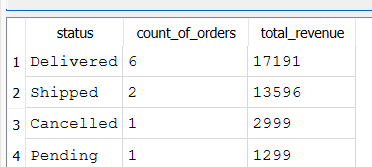 status count_of_orders total_revenue
1 Delivered 6 17191
2 Shipped 2 13596
3 Cancelled 1 2999
4 Pending 1 1299